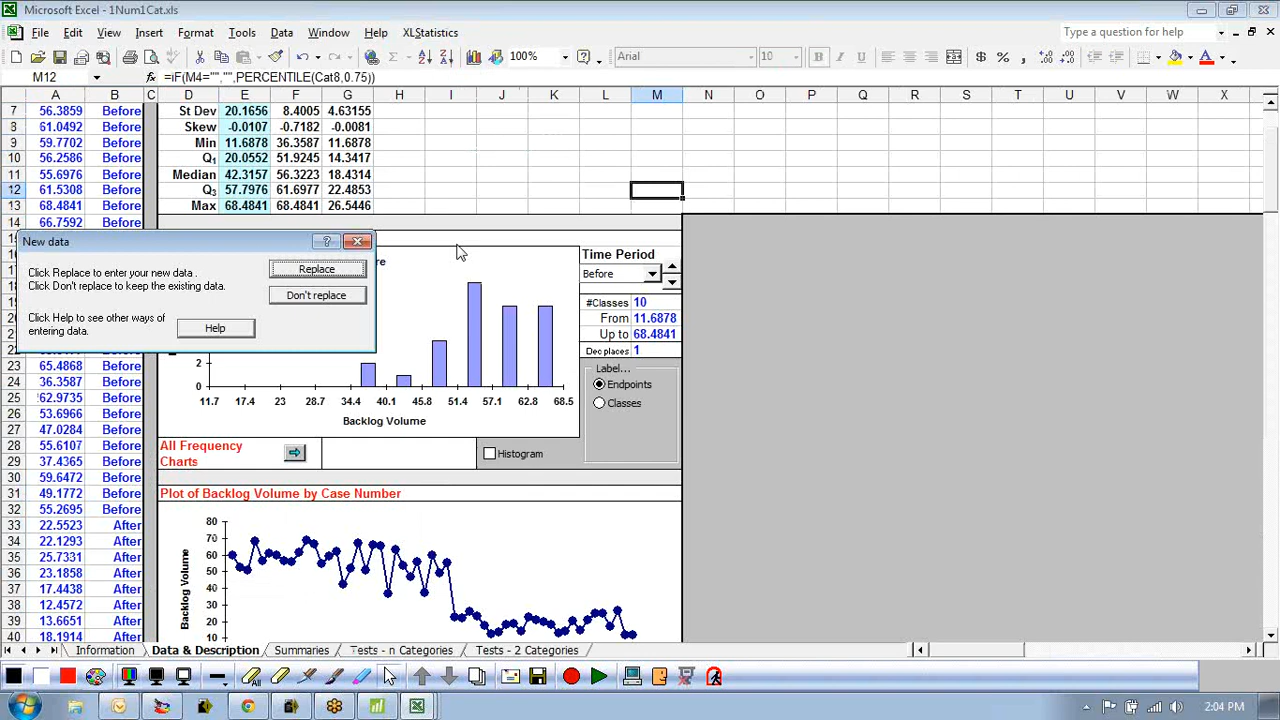 Microsoft Excel - 1Num1Cat.xls
File Edit View Insert Format Tools Data Window Help XLStatistics
Type a question for help
100% Arial 10 B $ %
M12 =IF(M4="","",PERCENTILE(Cat8,0.75))
A B C D E F G H I J K L M N O P Q R S T U V W X
7 56.3859 Before St Dev 20.1656 8.4005 4.63155
8 61.0492 Before Skew -0.0107 -0.7182 -0.0081
9 59.7702 Before Min 11.6878 36.3587 11.6878
10 56.2586 Before Q1 20.0552 51.9245 14.3417
11 55.6976 Before Median 42.3157 56.3223 18.4314
12 61.5308 Before Q3 57.7976 61.6977 22.4853
13 68.4841 Before Max 68.4841 68.4841 26.5446
14 66.7592 Before
New data
Click Replace to enter your new data .
Click Don't replace to keep the existing data.
Replace
Don't replace
Click Help to see other ways of
entering data.
Help
Time Period
Before
#Classes 10
From 11.6878
Up to 68.4841
Dec places 1
Label...
Endpoints
Classes
2
0
11.7 17.4 23 28.7 34.4 40.1 45.8 51.4 57.1 62.8 68.5
Backlog Volume
All Frequency
Charts
Histogram
23 65.4868 Before
24 36.3587 Before
25 62.9735 Before
26 53.6966 Before
27 47.0284 Before
28 55.6107 Before
29 37.4365 Before
30 59.6472 Before
31 49.1772 Before
32 55.2695 Before
33 22.5523 After
34 22.1293 After
35 25.7331 After
36 23.1858 After
37 17.4438 After
38 12.4572 After
39 13.6651 After
40 18.1914 After
Plot of Backlog Volume by Case Number
Backlog Volume
80
70
60
50
40
30
20
10
Information Data & Description Summaries Tests - n Categories Tests - 2 Categories
2:04 PM